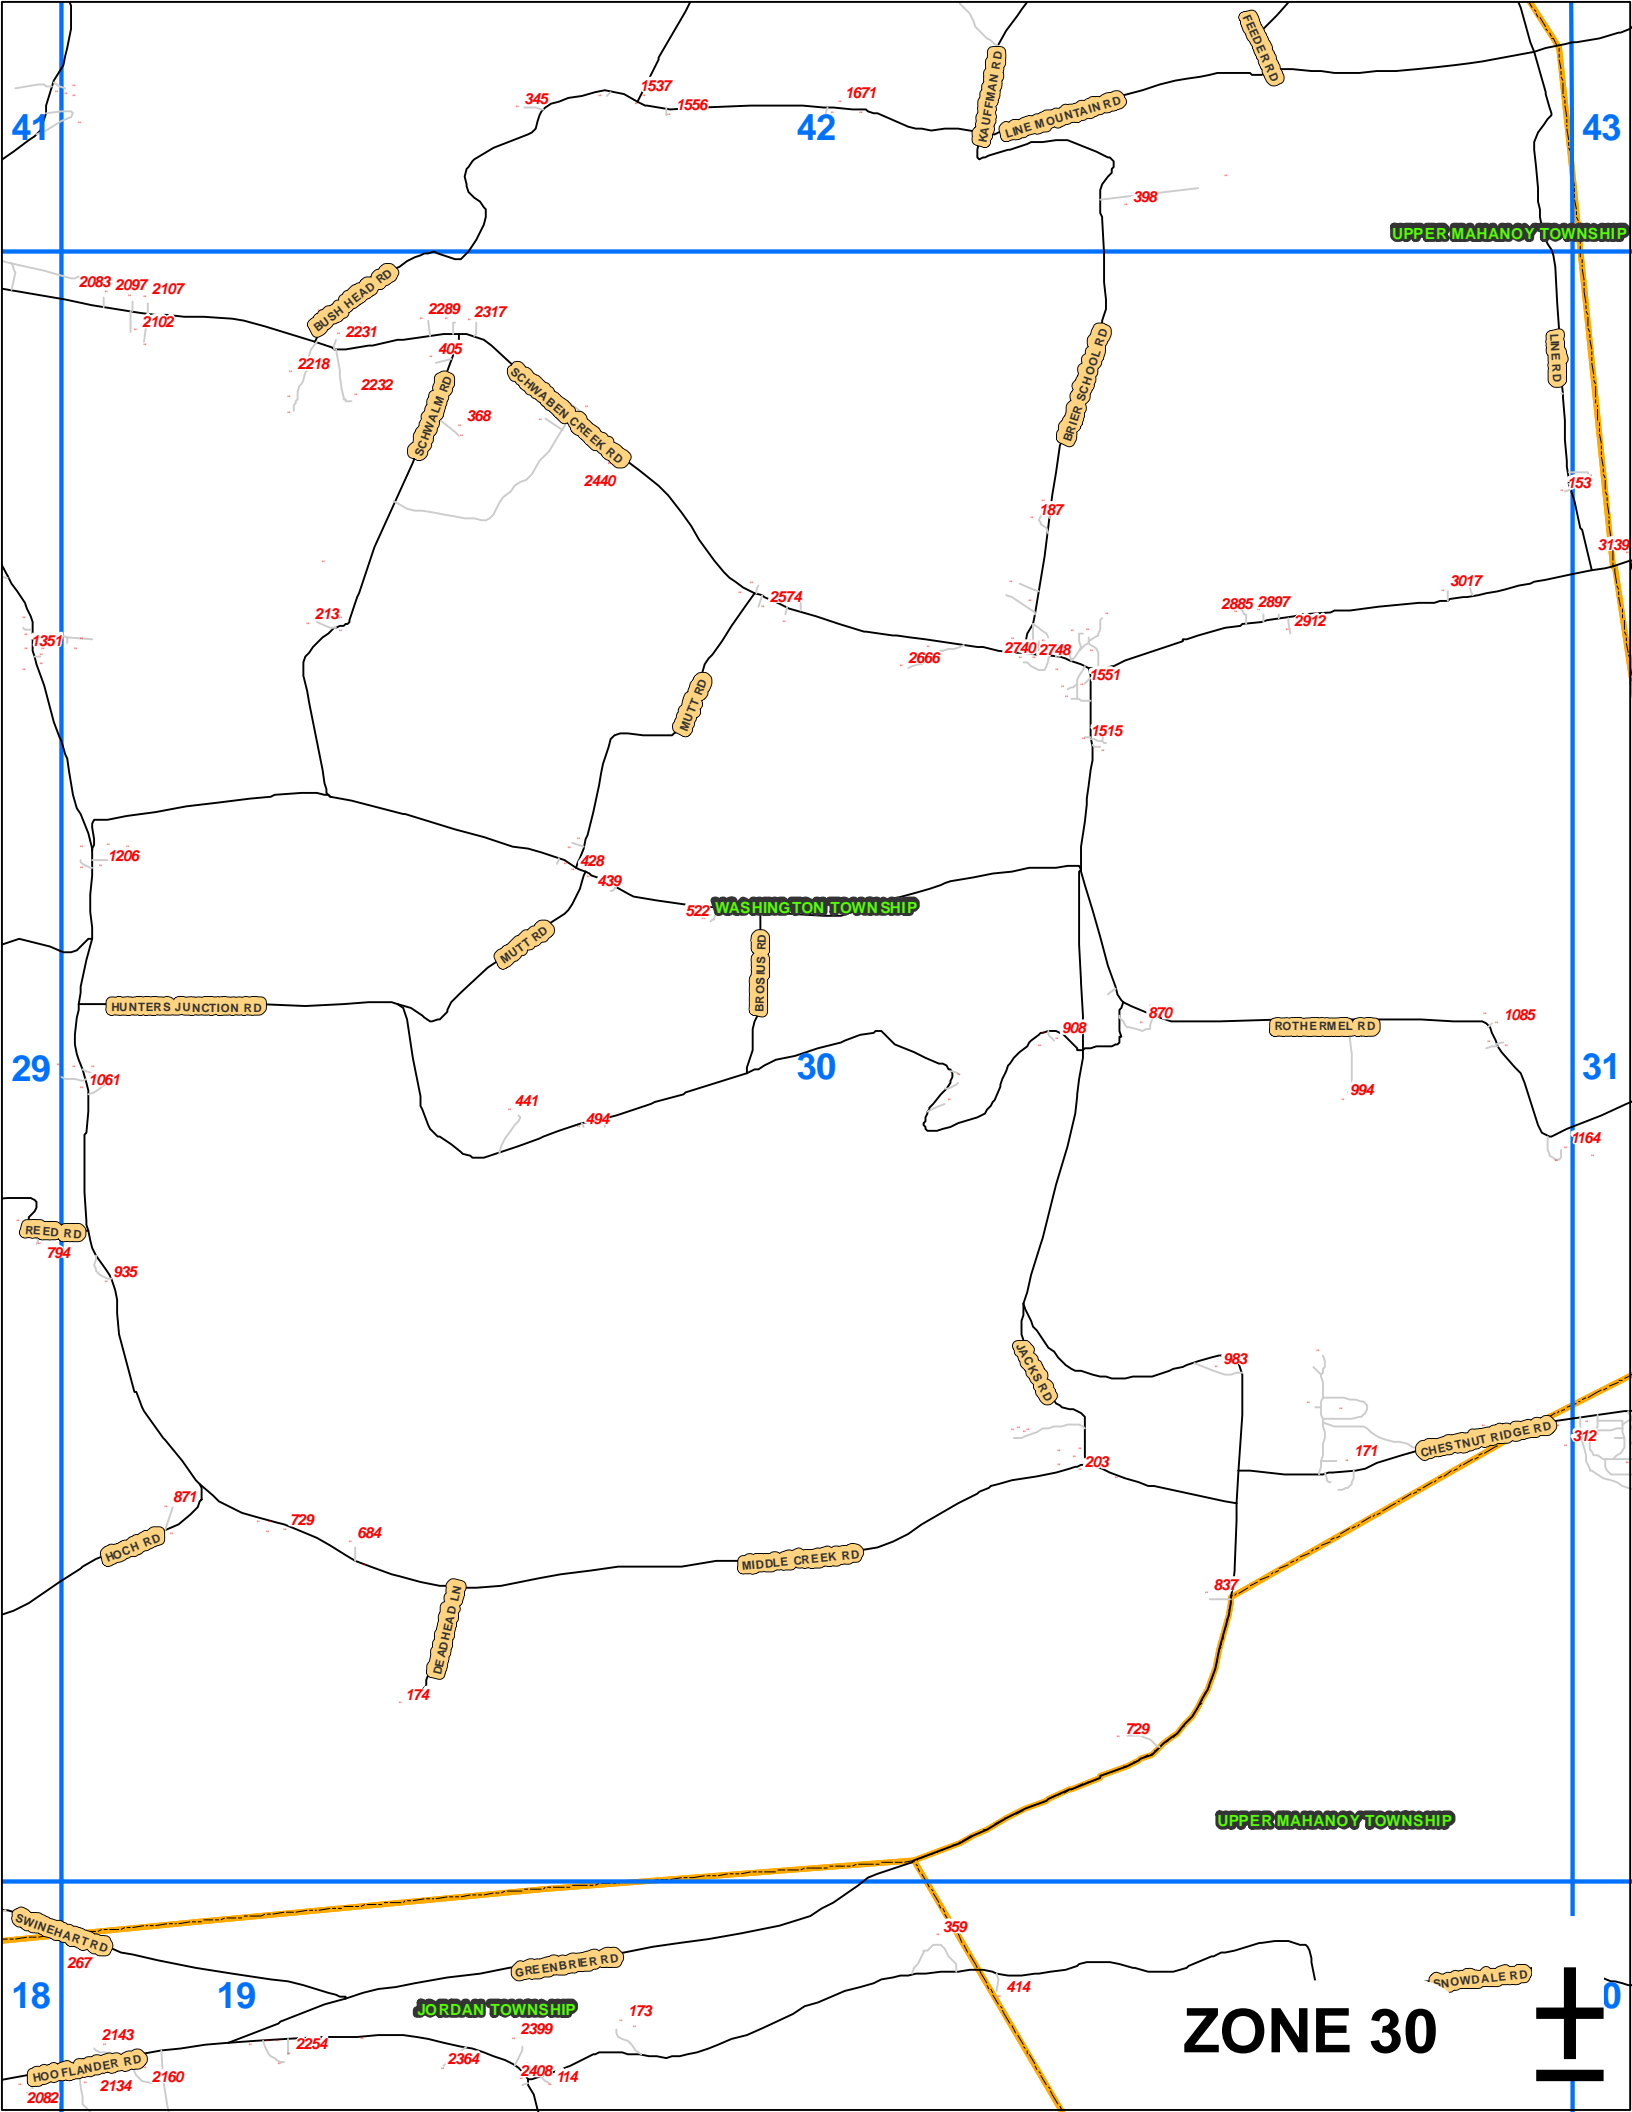 FEEDER RD
KAUFFMAN RD
1537
345
1556
1671
LINE MOUNTAIN RD
41
42
43
398
UPPER MAHANOY TOWNSHIP
2083
2097
2107
BUSH HEAD RD
2102
2289
2317
2231
405
2218
2232
SCHWALM RD
SCHWABEN CREEK RD
BRIER SCHOOL RD
LINE RD
368
2440
153
187
3139
3017
2574
2885
2897
2912
213
1351
2740
2748
2666
1551
MUTT RD
1515
1206
428
439
522
WASHINGTON TOWNSHIP
MUTT RD
BROSIUS RD
HUNTERS JUNCTION RD
870
1085
908
ROTHERMEL RD
29
30
31
1061
994
441
494
1164
REED RD
794
935
JACKS RD
983
CHESTNUT RIDGE RD
312
171
203
871
729
684
HOCH RD
MIDDLE CREEK RD
837
DEADHEAD LN
174
729
UPPER MAHANOY TOWNSHIP
SWINEHART RD
359
267
GREENBRIER RD
SNOWDALE RD
18
19
0
414
JORDAN TOWNSHIP
173
ZONE 30
2143
2399
2254
HOOFLANDER RD
2364
2408
114
2134
2160
2082